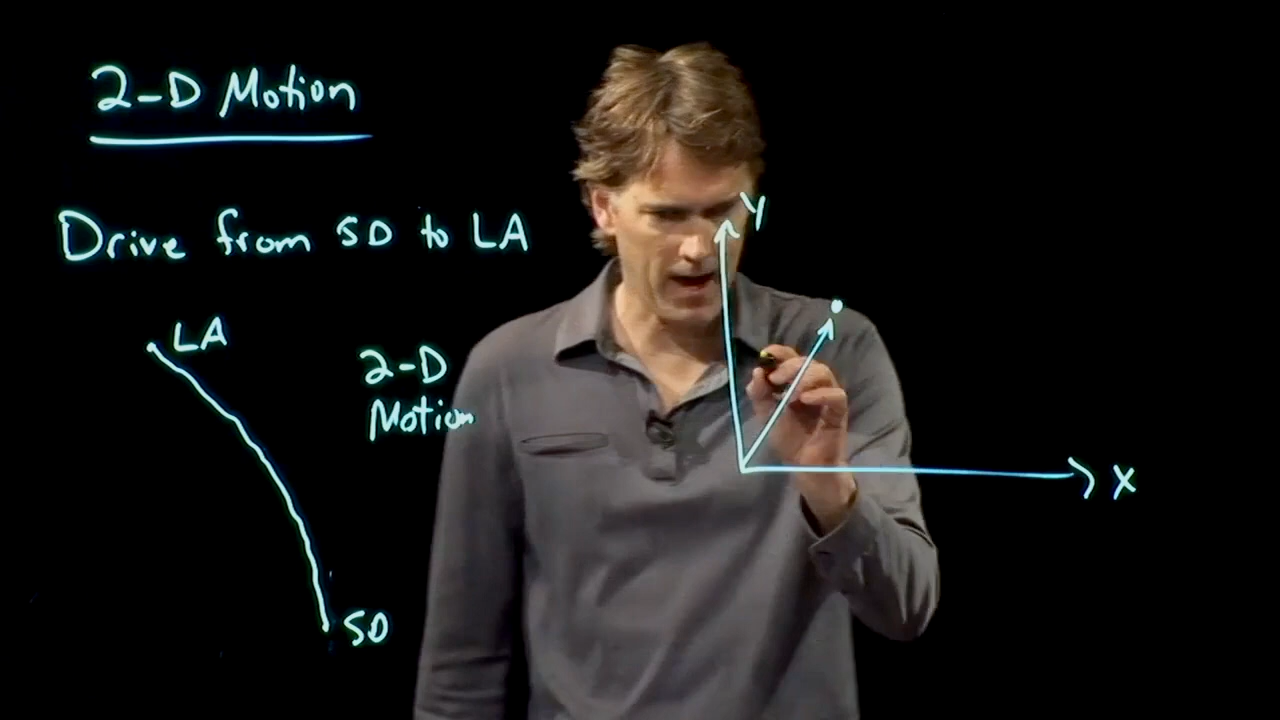 2-D Motion
Drive from SD to LA
LA
2-D
Motion
SD
Y
X